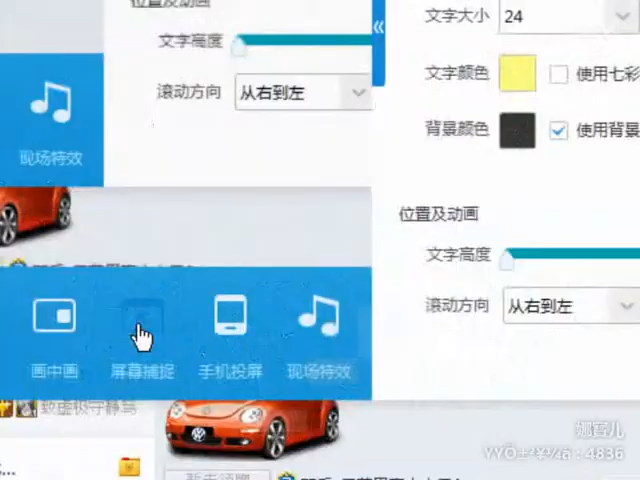 位置及动画
文字大小 24
文字高度
文字颜色 使用七彩
滚动方向 从右到左
背景颜色 使用背景
现场特效
位置及动画
文字高度
滚动方向 从右到左
画中画 屏幕捕捉 手机投屏 现场特效